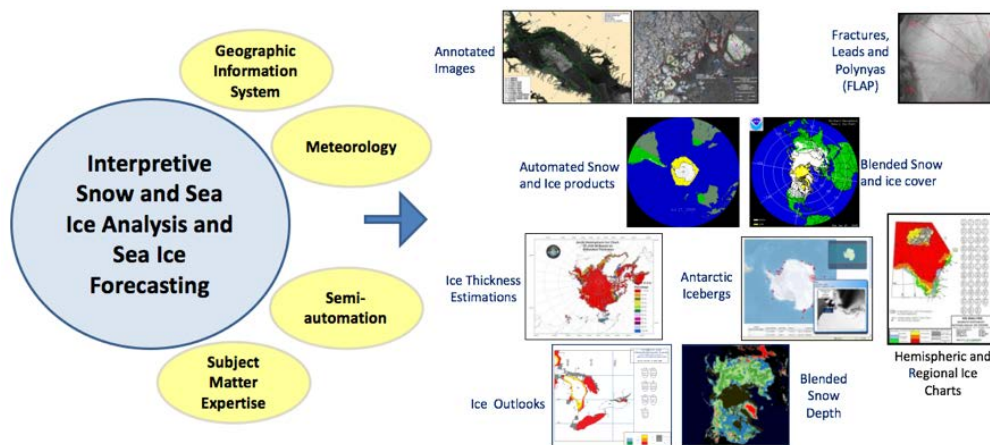 Geographic
Information
System
Meteorology
Interpretive
Snow and Sea
Ice Analysis and
Sea Ice
Forecasting
Semi-
automation
Subject
Matter
Expertise
Annotated
Images
Fractures,
Leads and
Polynyas
(FLAP)
Automated Snow
and Ice products
Blended Snow
and ice cover
Ice Thickness
Estimations
Antarctic
Icebergs
Hemispheric and
Regional Ice
Charts
Ice Outlooks
Blended
Snow
Depth